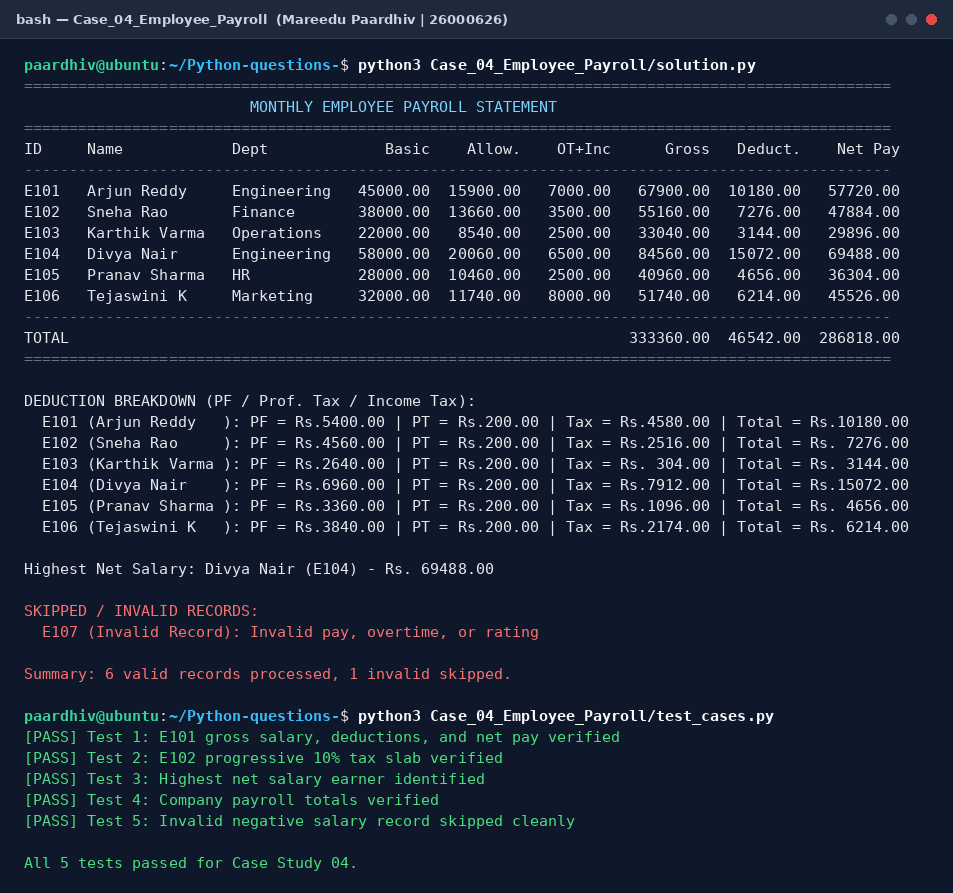 bash — Case_04_Employee_Payroll  (Mareedu Paardhiv | 26000626)
paardhiv@ubuntu:~/Python-questions-$ python3 Case_04_Employee_Payroll/solution.py
================================================================================================
                         MONTHLY EMPLOYEE PAYROLL STATEMENT
================================================================================================
ID     Name            Dept             Basic    Allow.    OT+Inc      Gross   Deduct.    Net Pay
------------------------------------------------------------------------------------------------
E101   Arjun Reddy     Engineering   45000.00  15900.00   7000.00   67900.00  10180.00   57720.00
E102   Sneha Rao       Finance       38000.00  13660.00   3500.00   55160.00   7276.00   47884.00
E103   Karthik Varma   Operations    22000.00   8540.00   2500.00   33040.00   3144.00   29896.00
E104   Divya Nair      Engineering   58000.00  20060.00   6500.00   84560.00  15072.00   69488.00
E105   Pranav Sharma   HR            28000.00  10460.00   2500.00   40960.00   4656.00   36304.00
E106   Tejaswini K     Marketing     32000.00  11740.00   8000.00   51740.00   6214.00   45526.00
------------------------------------------------------------------------------------------------
TOTAL                                                              333360.00  46542.00  286818.00
================================================================================================
DEDUCTION BREAKDOWN (PF / Prof. Tax / Income Tax):
  E101 (Arjun Reddy   ): PF = Rs.5400.00 | PT = Rs.200.00 | Tax = Rs.4580.00 | Total = Rs.10180.00
  E102 (Sneha Rao     ): PF = Rs.4560.00 | PT = Rs.200.00 | Tax = Rs.2516.00 | Total = Rs. 7276.00
  E103 (Karthik Varma ): PF = Rs.2640.00 | PT = Rs.200.00 | Tax = Rs. 304.00 | Total = Rs. 3144.00
  E104 (Divya Nair    ): PF = Rs.6960.00 | PT = Rs.200.00 | Tax = Rs.7912.00 | Total = Rs.15072.00
  E105 (Pranav Sharma ): PF = Rs.3360.00 | PT = Rs.200.00 | Tax = Rs.1096.00 | Total = Rs. 4656.00
  E106 (Tejaswini K   ): PF = Rs.3840.00 | PT = Rs.200.00 | Tax = Rs.2174.00 | Total = Rs. 6214.00
Highest Net Salary: Divya Nair (E104) - Rs. 69488.00
SKIPPED / INVALID RECORDS:
  E107 (Invalid Record): Invalid pay, overtime, or rating
Summary: 6 valid records processed, 1 invalid skipped.
paardhiv@ubuntu:~/Python-questions-$ python3 Case_04_Employee_Payroll/test_cases.py
[PASS] Test 1: E101 gross salary, deductions, and net pay verified
[PASS] Test 2: E102 progressive 10% tax slab verified
[PASS] Test 3: Highest net salary earner identified
[PASS] Test 4: Company payroll totals verified
[PASS] Test 5: Invalid negative salary record skipped cleanly
All 5 tests passed for Case Study 04.